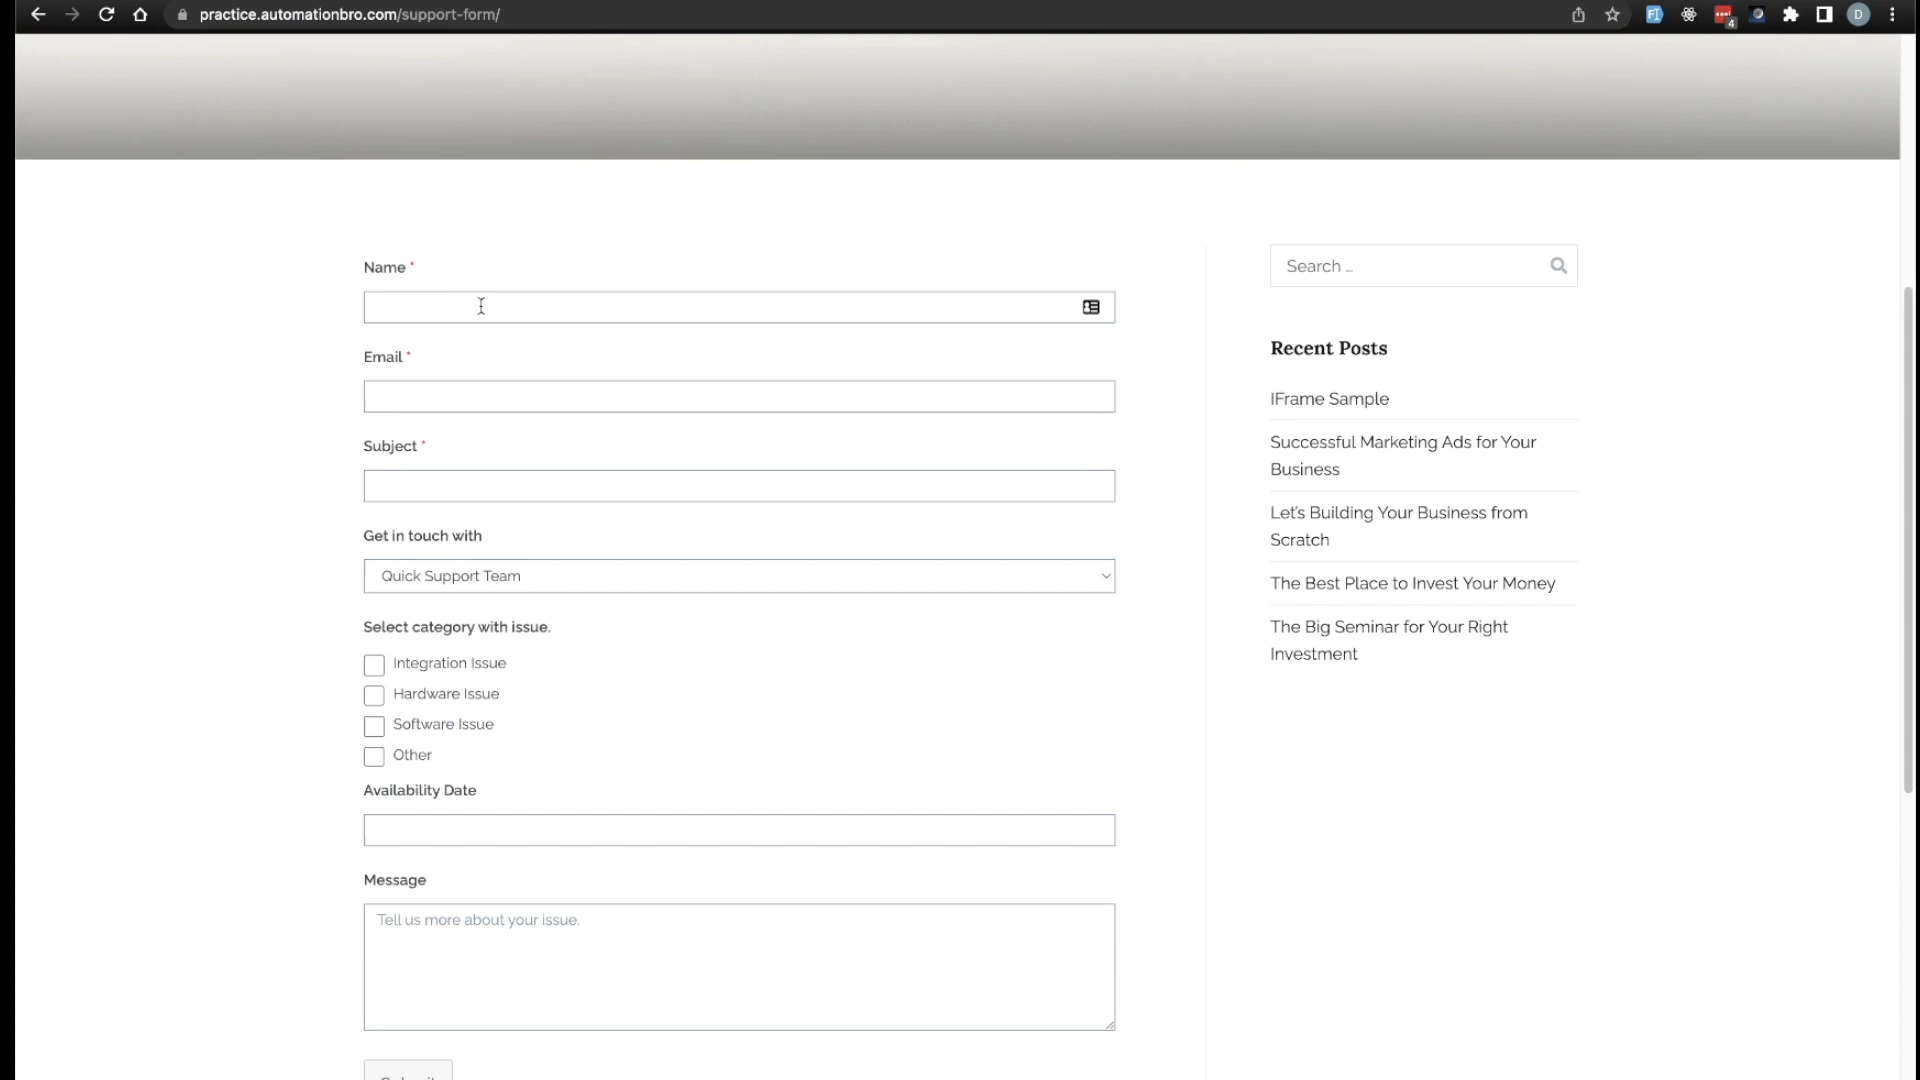 practice.automationbro.com/support-form/
FI
4
D
Name *
Search ...
Email *
Recent Posts
IFrame Sample
Successful Marketing Ads for Your
Business
Subject *
Let's Building Your Business from
Scratch
Get in touch with
Quick Support Team
The Best Place to Invest Your Money
Select category with issue.
The Big Seminar for Your Right
Investment
Integration Issue
Hardware Issue
Software Issue
Other
Availability Date
Message
Tell us more about your issue.